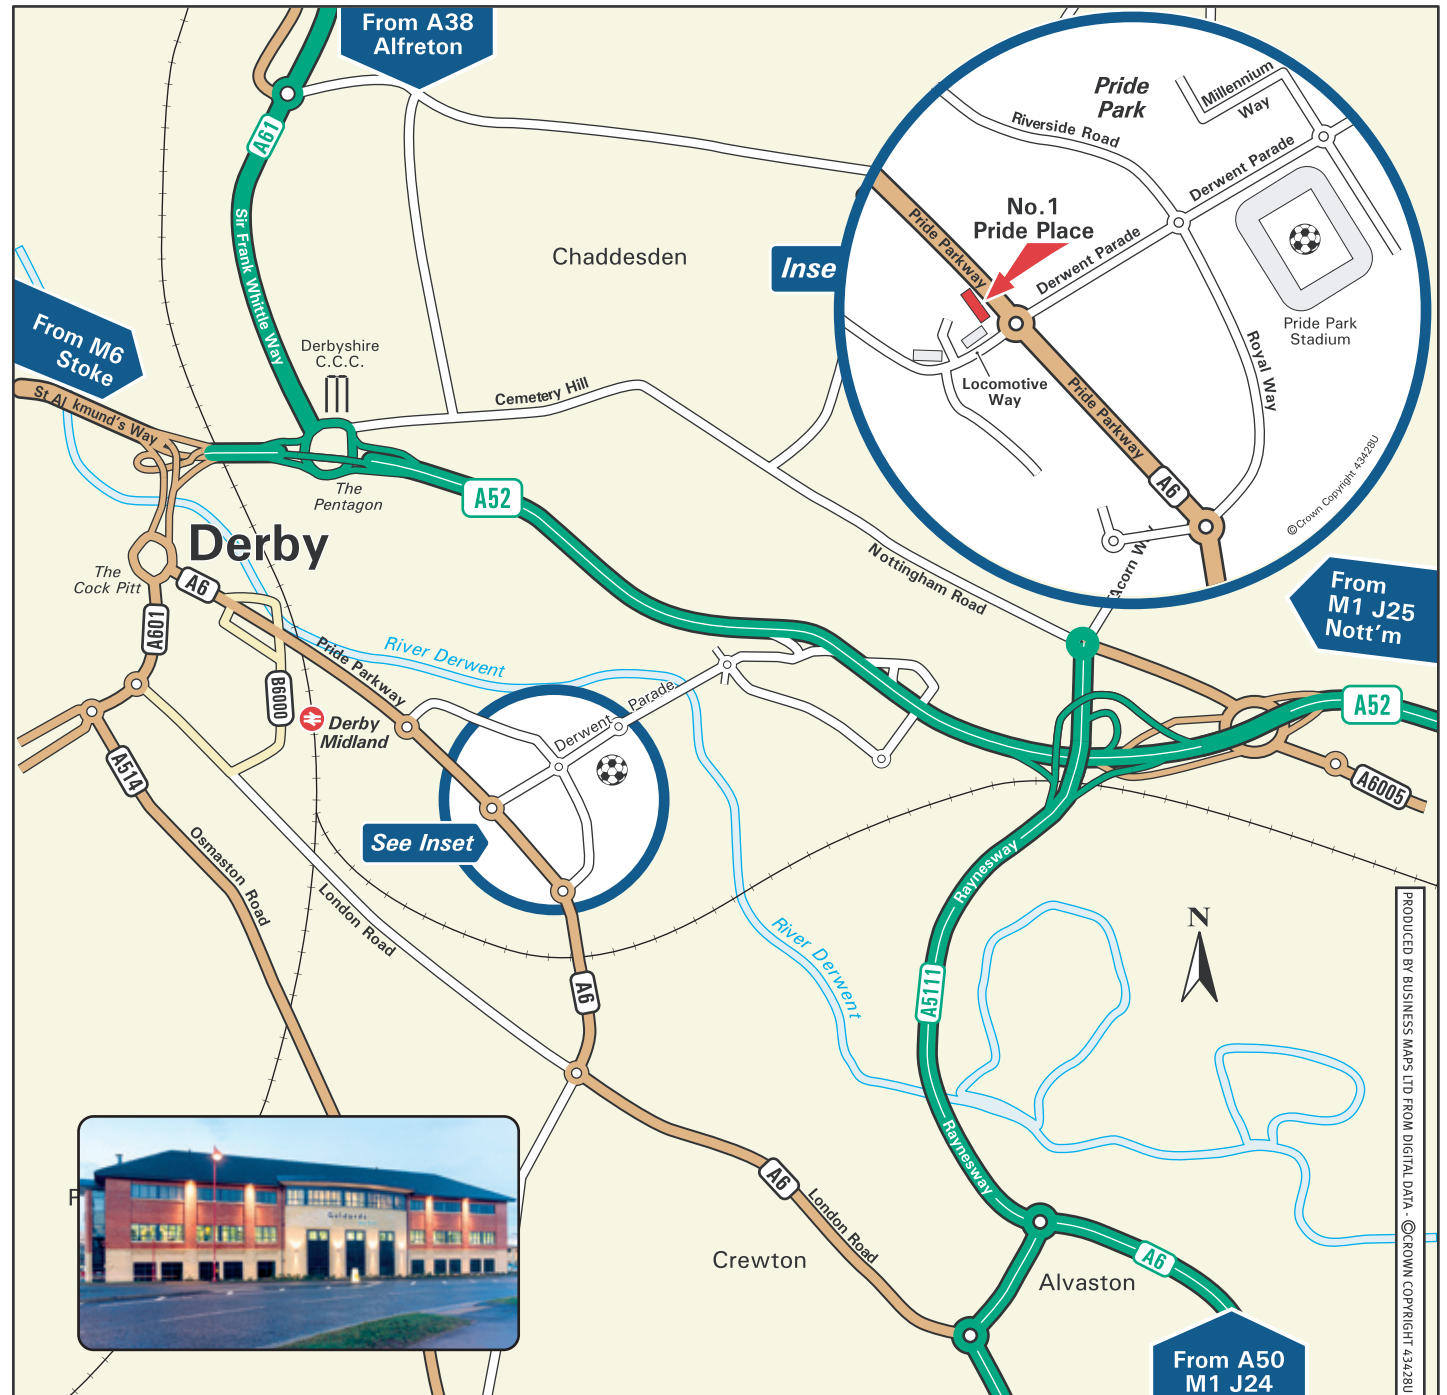 From A38
Alfreton
A61
Sir Frank Whittle Way
Chaddesden
Inse
Pride
Park
Millennium
Way
Riverside Road
Derwent Parade
No.1
Pride Place
Pride Parkway
Derwent Parade
Pride Park
Stadium
Royal Way
Locomotive
Way
Pride Parkway
A6
©Crown Copyright 43428U
Acorn W
From M6
Stoke
St Al kmund's Way
Derbyshire
C.C.C.
Cemetery Hill
The
Pentagon
A52
Derby
The
Cock Pitt
A6
A601
Nottingham Road
From
M1 J25
Nott'm
River Derwent
Pride Parkway
B6000
Derby
Midland
Derwent Parade
A52
A6005
A514
See Inset
Osmaston Road
London Road
Raynesway
River Derwent
N
A6
A5111
Raynesway
A6
London Road
Crewton
A6
Alvaston
From A50
M1 J24
F
PRODUCED BY BUSINESS MAPS LTD FROM DIGITAL DATA - ©CROWN COPYRIGHT 43428U